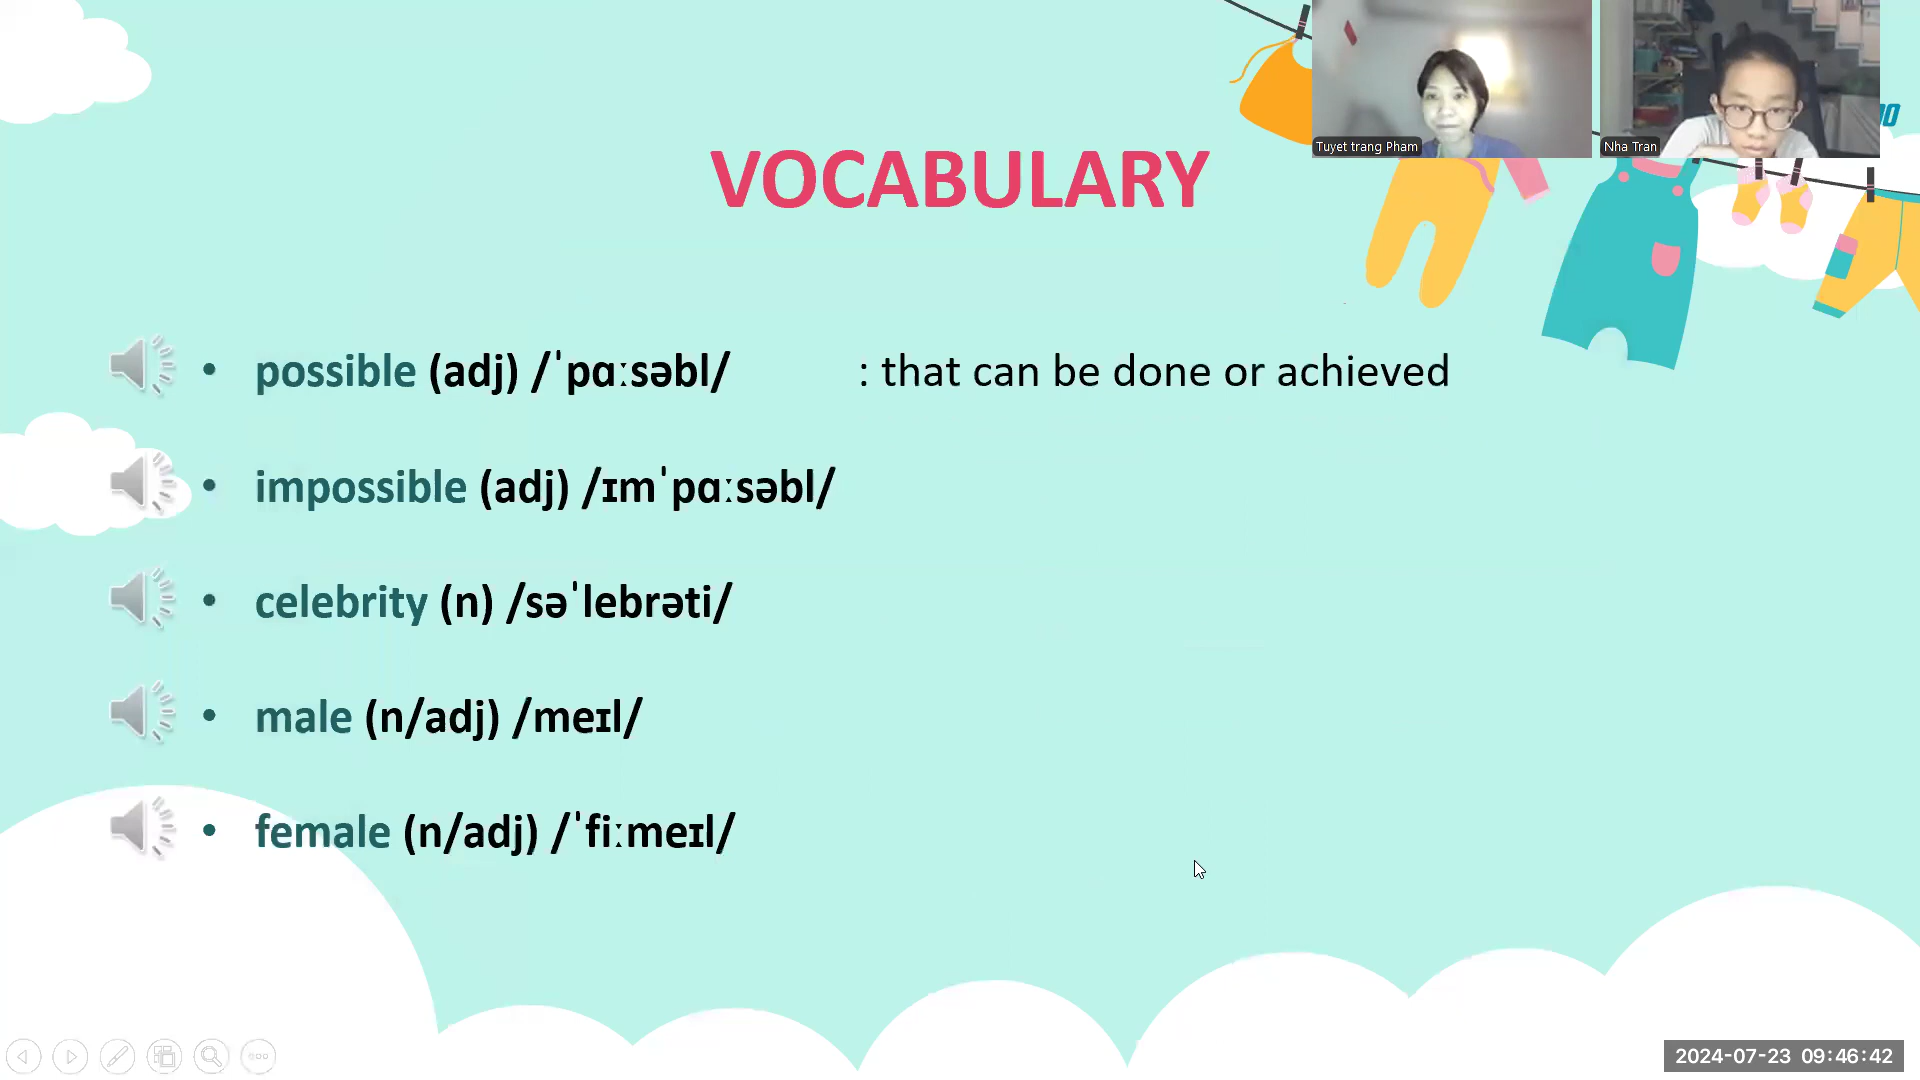 Tuyet trang Pham
Nha Tran
VOCABULARY
• possible (adj) /ˈpɑːsəbl/ : that can be done or achieved
• impossible (adj) /ɪmˈpɑːsəbl/
• celebrity (n) /səˈlebrəti/
• male (n/adj) /meɪl/
• female (n/adj) /ˈfiːmeɪl/
2024-07-23 09:46:42